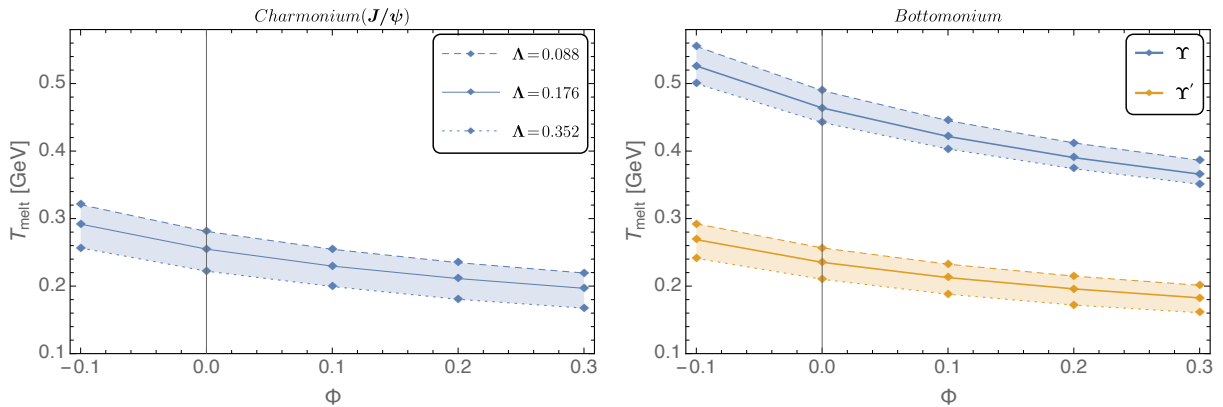 Charmonium(J/ψ)
Λ=0.088
Λ=0.176
Λ=0.352
T_melt [GeV]
0.5
0.4
0.3
0.2
0.1
−0.1 0.0 0.1 0.2 0.3
Φ
Bottomonium
ϒ
ϒ′
T_melt [GeV]
0.5
0.4
0.3
0.2
0.1
−0.1 0.0 0.1 0.2 0.3
Φ